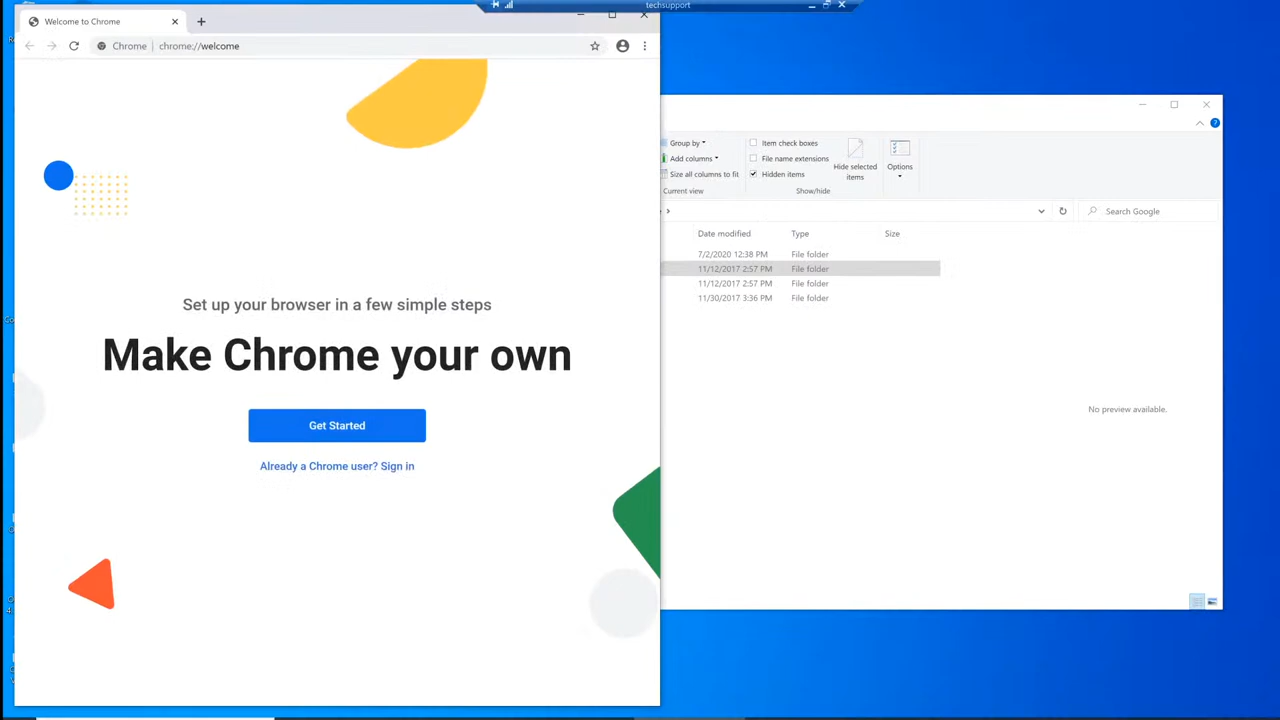 techsupport
Welcome to Chrome
Chrome | chrome://welcome
Set up your browser in a few simple steps
Make Chrome your own
Get Started
Already a Chrome user? Sign in
Group by
Add columns
Size all columns to fit
Current view
Item check boxes
File name extensions
Hidden items
Hide selected
items
Show/hide
Options
Search Google
Date modified Type Size
7/2/2020 12:38 PM File folder
11/12/2017 2:57 PM File folder
11/12/2017 2:57 PM File folder
11/30/2017 3:36 PM File folder
No preview available.